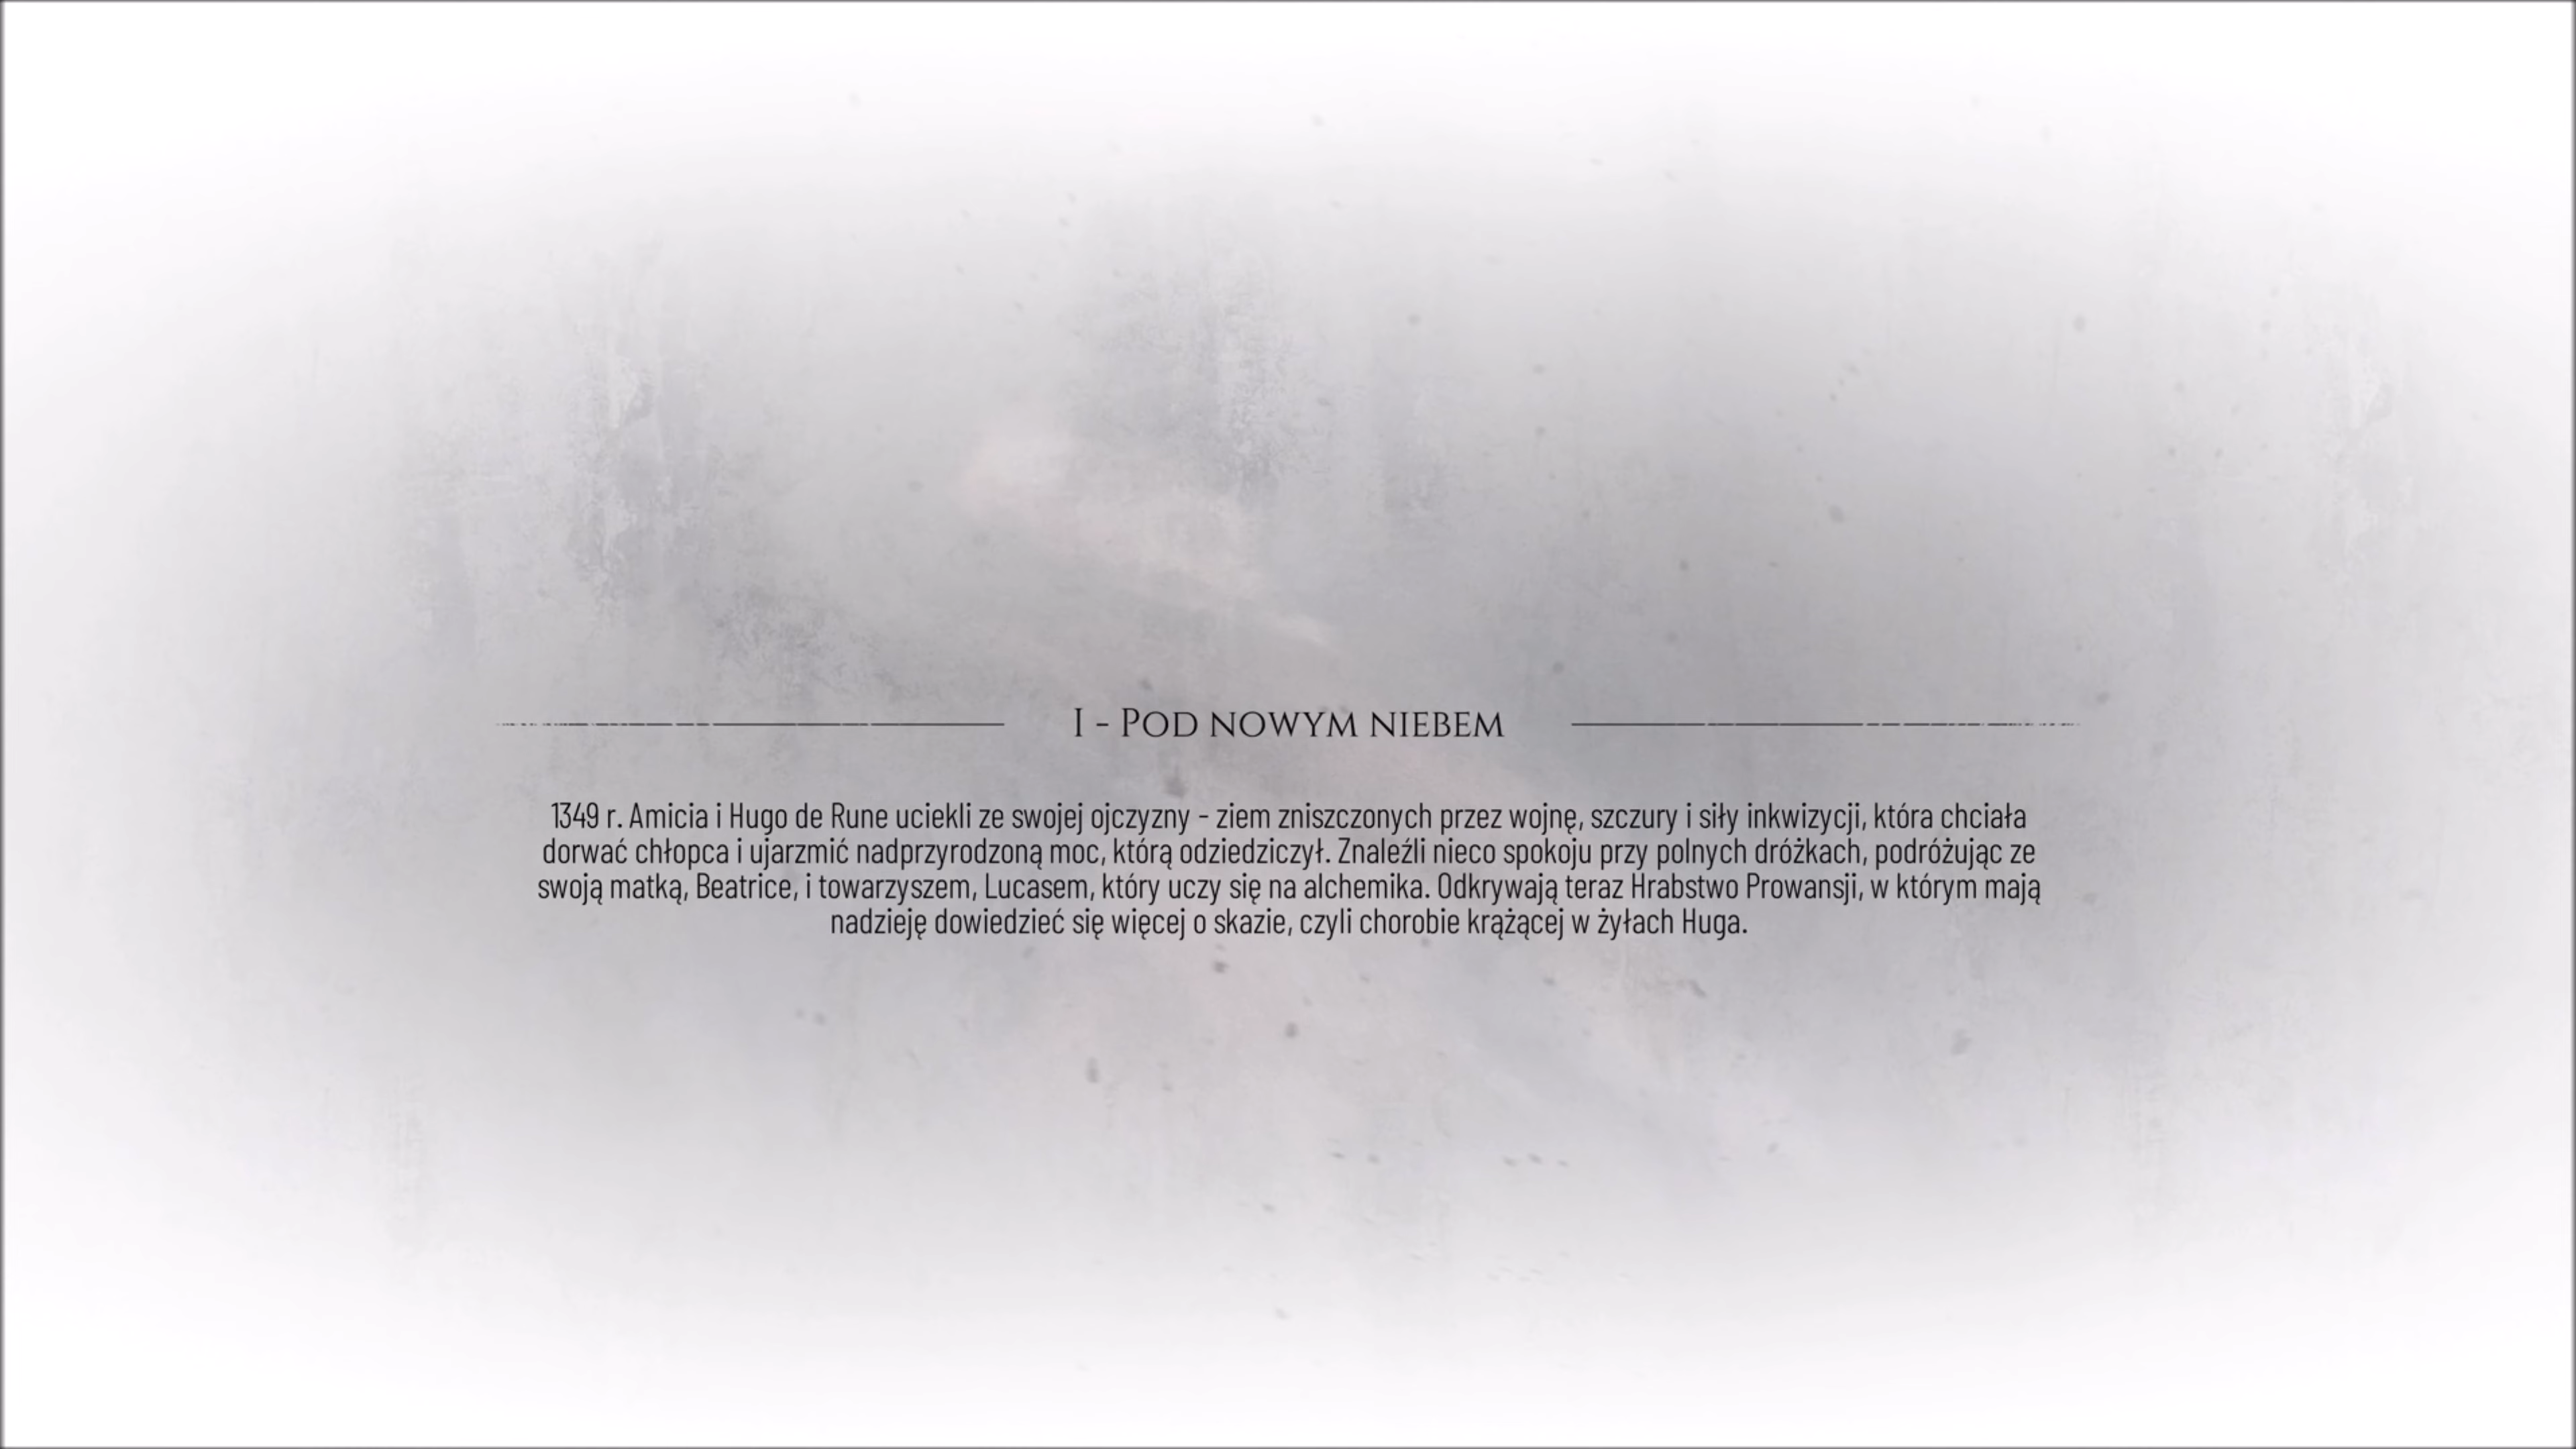 I - Pod nowym niebem
1349 r. Amicia i Hugo de Rune uciekli ze swojej ojczyzny - ziem zniszczonych przez wojnę, szczury i siły inkwizycji, która chciała
dorwać chłopca i ujarzmić nadprzyrodzoną moc, którą odziedziczył. Znaleźli nieco spokoju przy polnych dróżkach, podróżując ze
swoją matką, Beatrice, i towarzyszem, Lucasem, który uczy się na alchemika. Odkrywają teraz Hrabstwo Prowansji, w którym mają
nadzieję dowiedzieć się więcej o skazie, czyli chorobie krążącej w żyłach Huga.